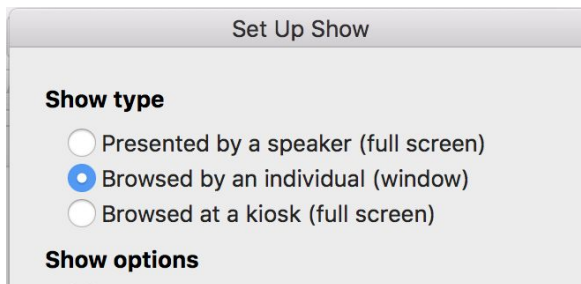 Set Up Show
Show type
Presented by a speaker (full screen)
Browsed by an individual (window)
Browsed at a kiosk (full screen)
Show options